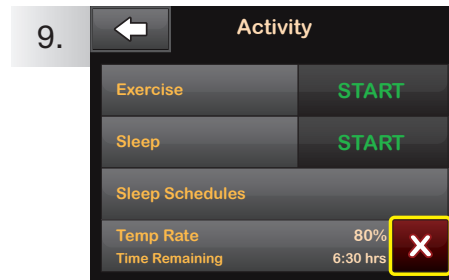 9.
Activity
Exercise START
Sleep START
Sleep Schedules
Temp Rate 80%
Time Remaining 6:30 hrs
X